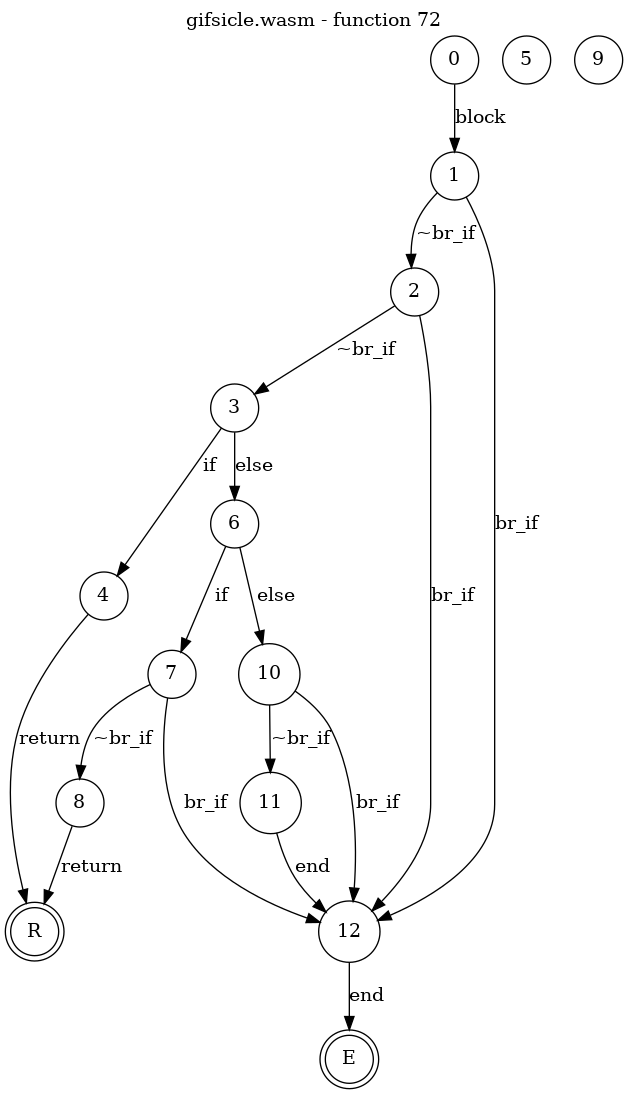 gifsicle.wasm - function 72
0
5
9
block
1
~br_if
2
~br_if
3
if
else
br_if
6
4
if
else
br_if
7
10
return
~br_if
~br_if
8
br_if
11
br_if
return
end
R
12
end
E